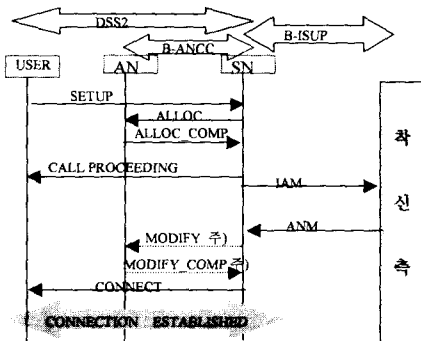 DSS2
B-ANCC
B-ISUP
USER
AN
SN
SETUP
ALLOC
ALLOC_COMP
CALL PROCEEDING
IAM
ANM
MODIFY 주)
MODIFY_COMP 주)
CONNECT
CONNECTION ESTABLISHED
착
신
측